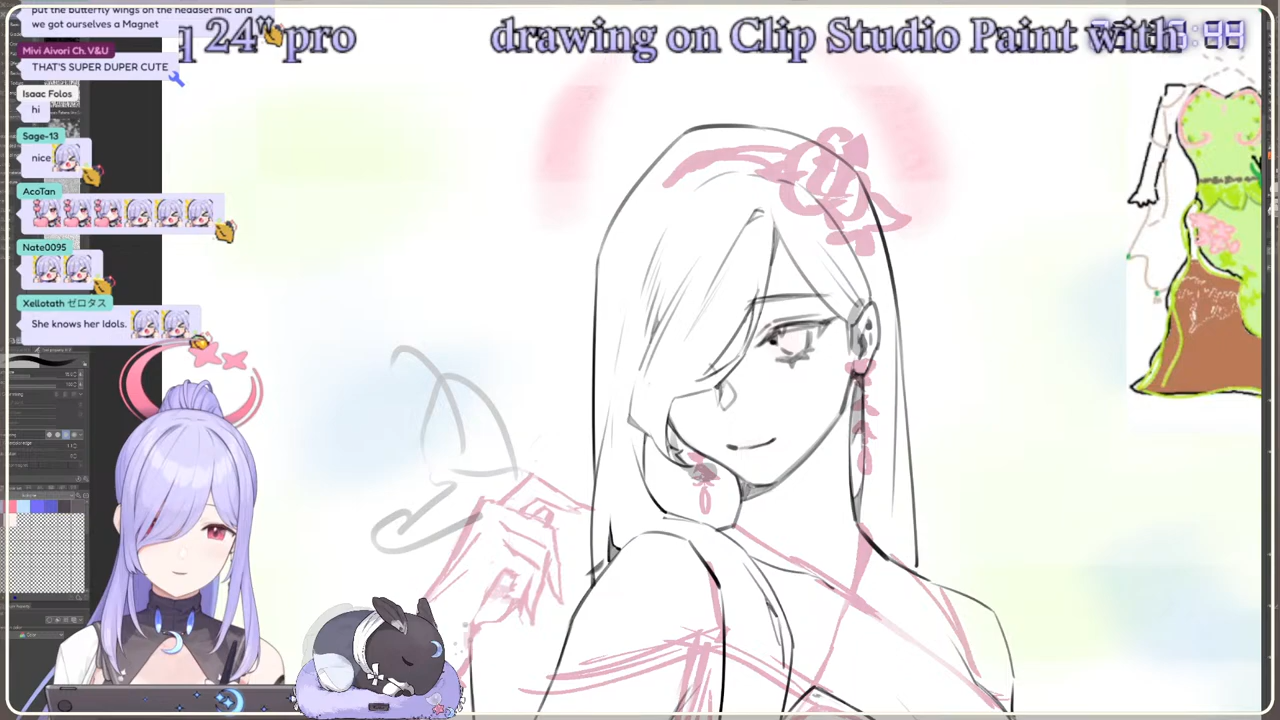 q 24" pro
drawing on Clip Studio Paint with
put the butterfly wings on the headset mic and
we got ourselves a Magnet
Mivi Aivori Ch. V&U
THAT'S SUPER DUPER CUTE
Isaac Folos
hi
Sage-13
nice
AcoTan
Nate0095
Xellotath ゼロタス
She knows her Idols.